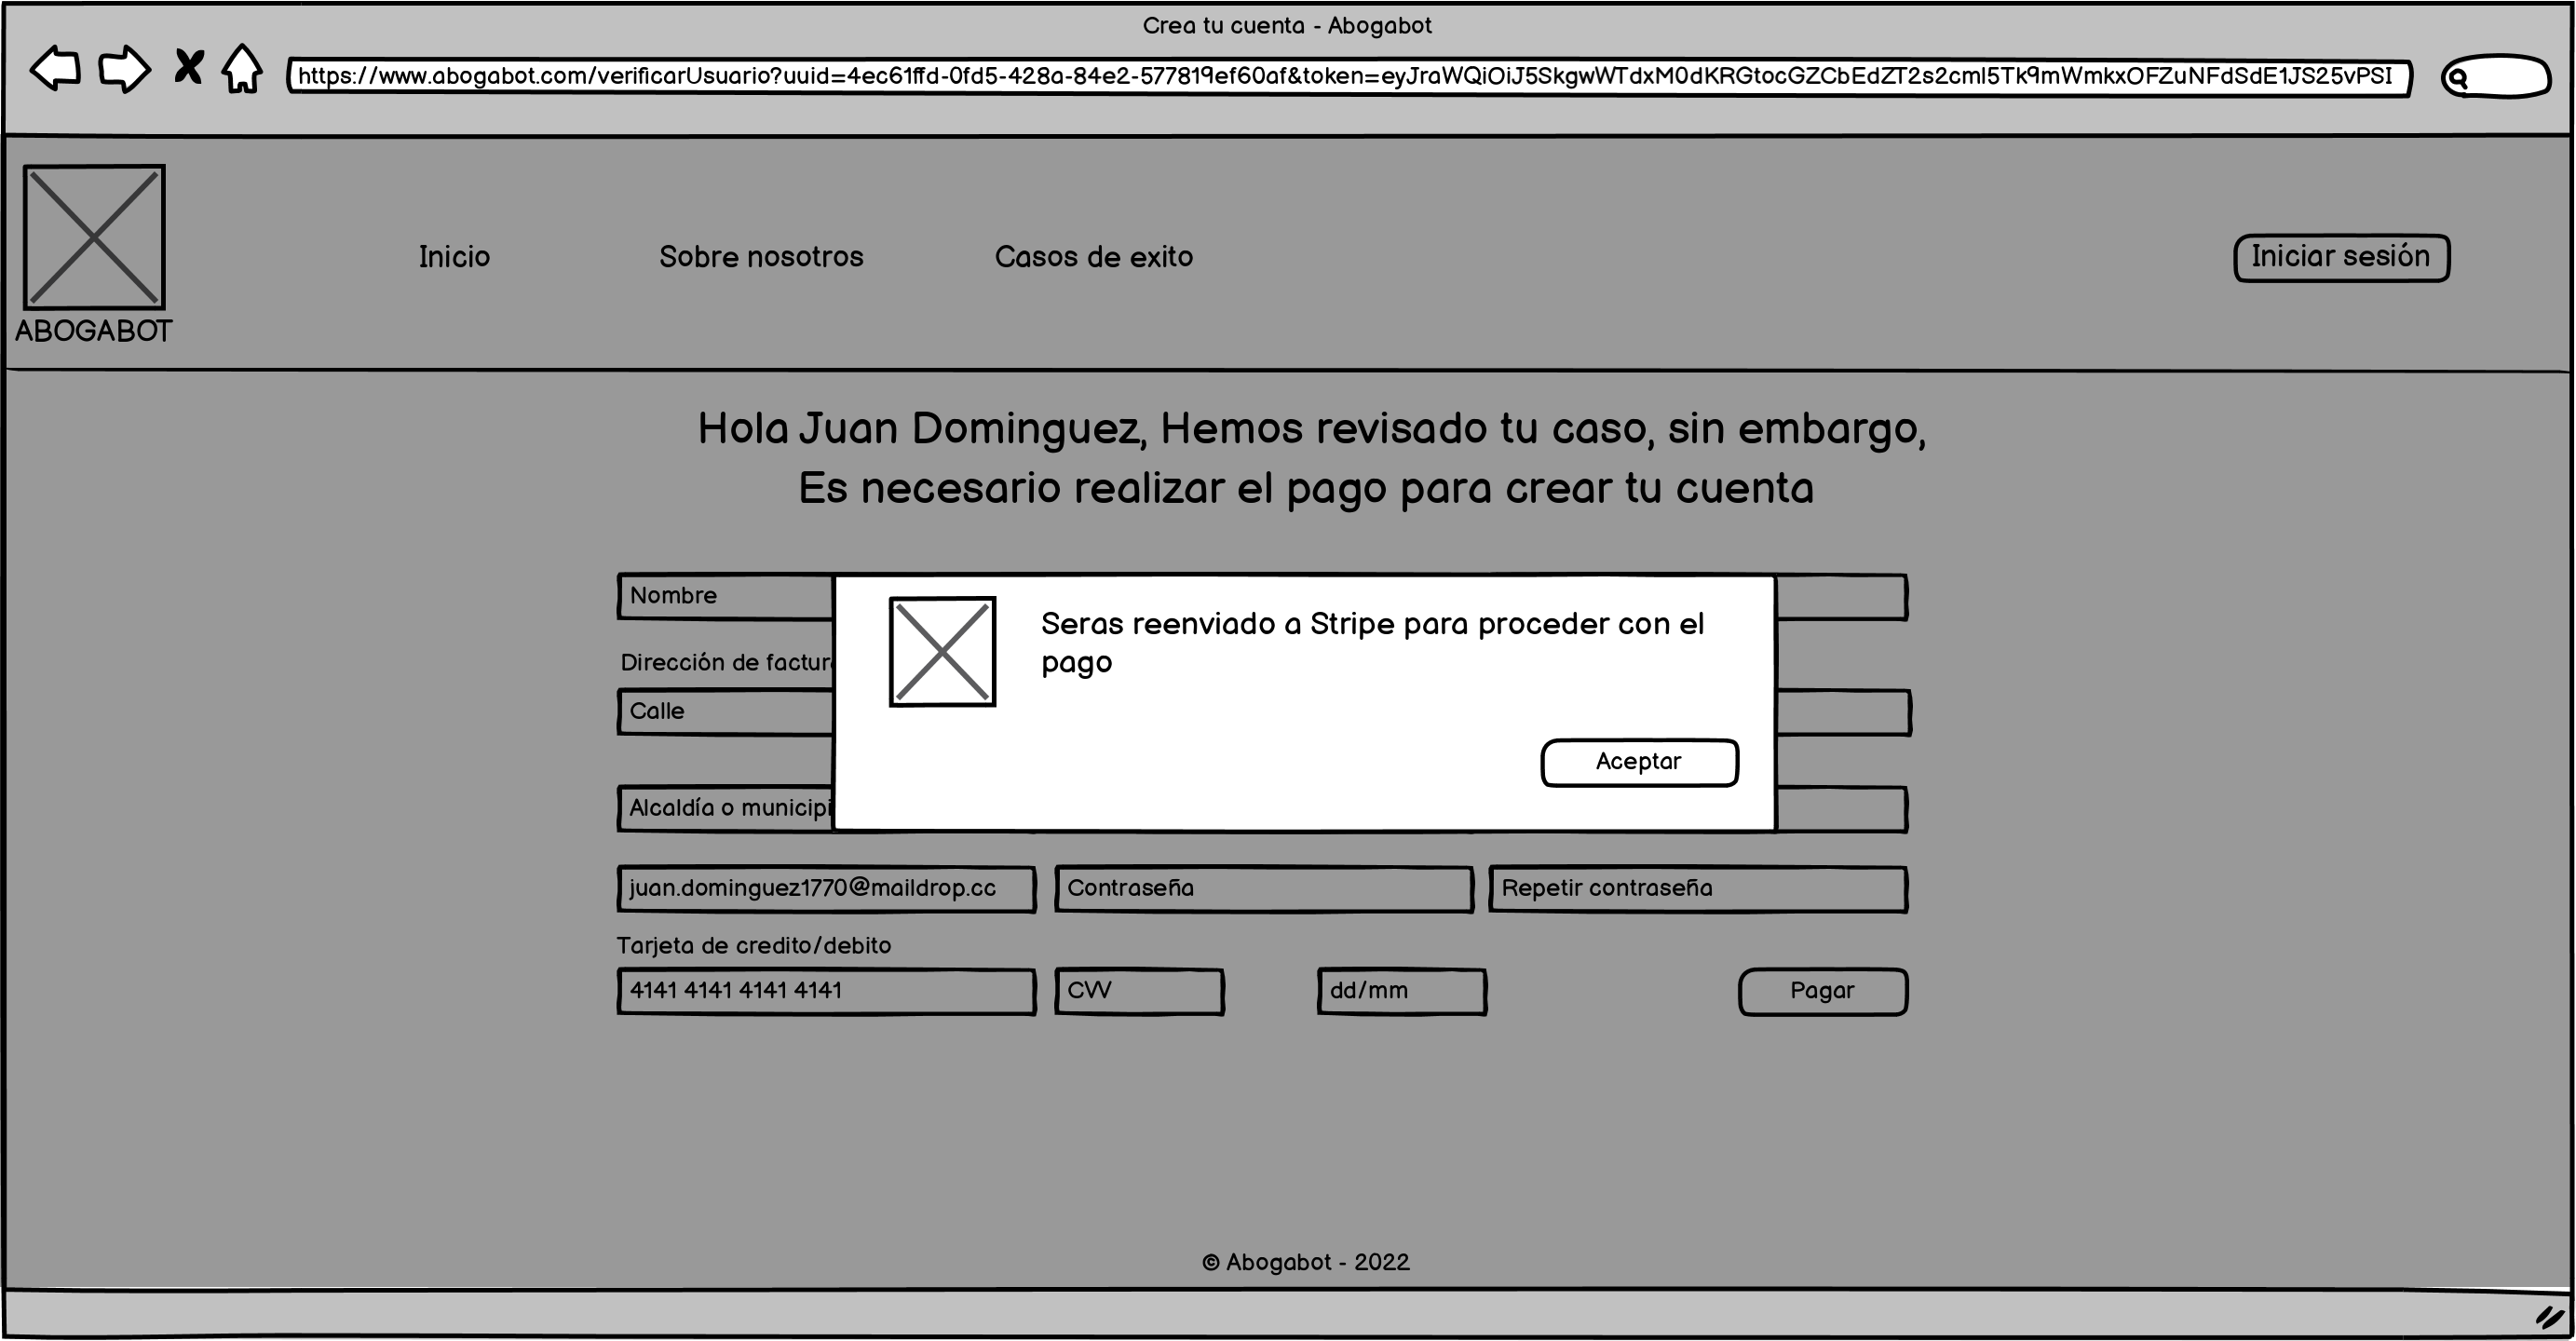 Crea tu cuenta - Abogabot
https://www.abogabot.com/verificarUsuario?uuid=4ec61ffd-0fd5-428a-84e2-577819ef60af&token=eyJraWQiOiJ5SkgwWTdxM0dKRGtocGZCbEdZT2s2cml5Tk9mWmkxOFZuNFdSdE1JS25vPSI
Inicio Sobre nosotros Casos de exito Iniciar sesión
ABOGABOT
Hola Juan Dominguez, Hemos revisado tu caso, sin embargo,
Es necesario realizar el pago para crear tu cuenta
Nombre
Seras reenviado a Stripe para proceder con el
pago
Dirección de factur
Calle
Aceptar
Alcaldía o municipi
juan.dominguez1770@maildrop.cc Contraseña Repetir contraseña
Tarjeta de credito/debito
4141 4141 4141 4141 CVV dd/mm Pagar
© Abogabot - 2022